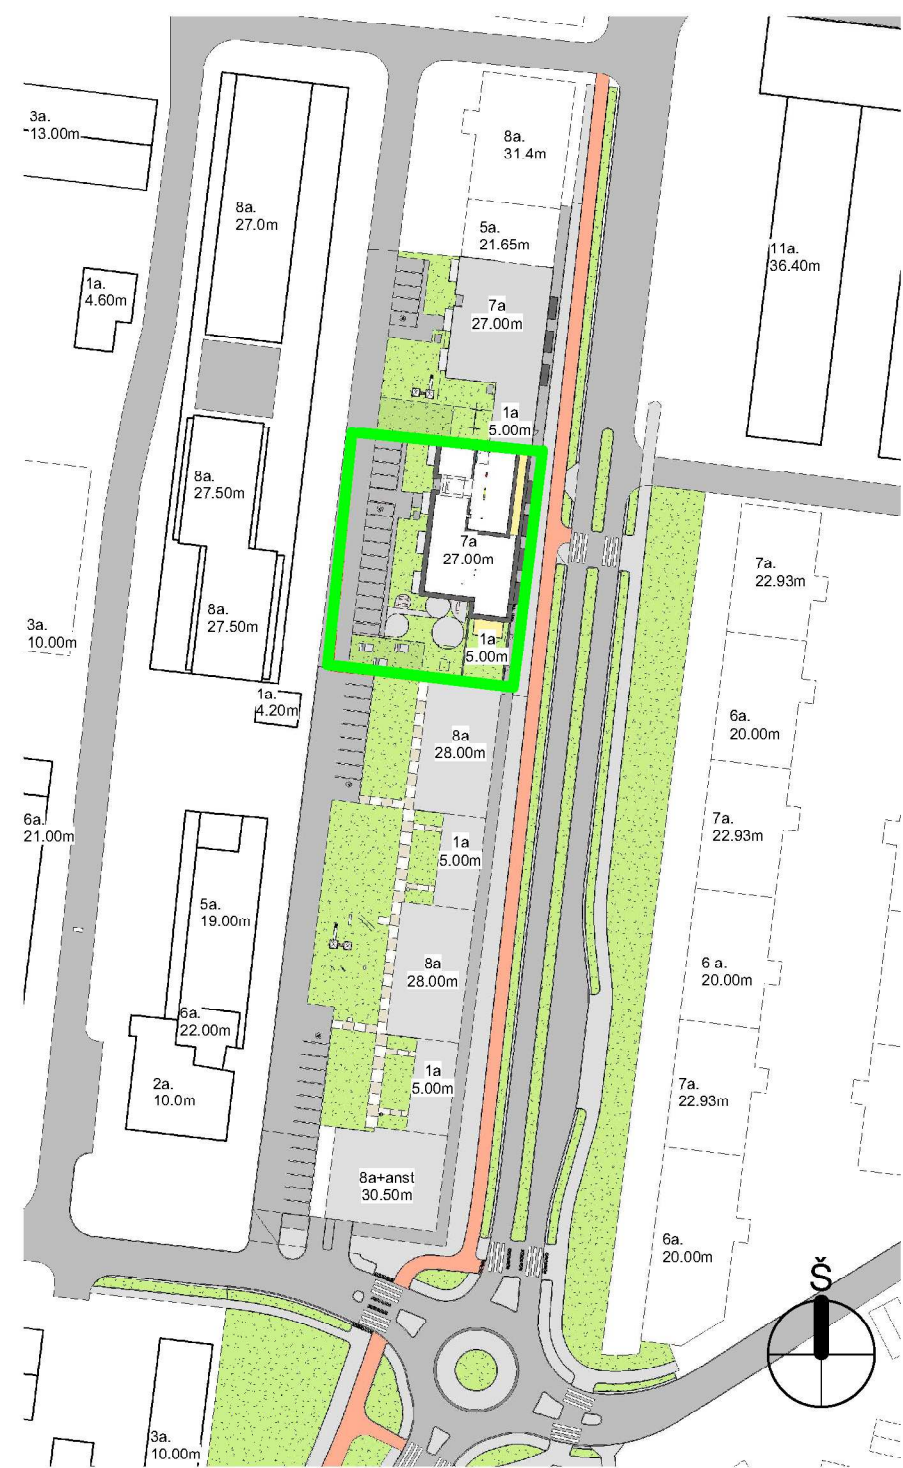 3a.
13.00m
8a.
31.4m
8a.
27.0m
5a.
21.65m
11a.
36.40m
1a.
4.60m
7a
27.00m
1a
5.00m
8a.
27.50m
7a
27.00m
7a.
22.93m
8a.
27.50m
3a.
10.00m
1a
5.00m
1a.
4.20m
6a.
20.00m
8a
28.00m
6a.
21.00m
7a.
22.93m
1a
5.00m
5a.
19.00m
8a
28.00m
6 a.
20.00m
6a.
22.00m
2a.
10.0m
1a
5.00m
7a.
22.93m
8a+anst
30.50m
6a.
20.00m
Š
3a.
10.00m